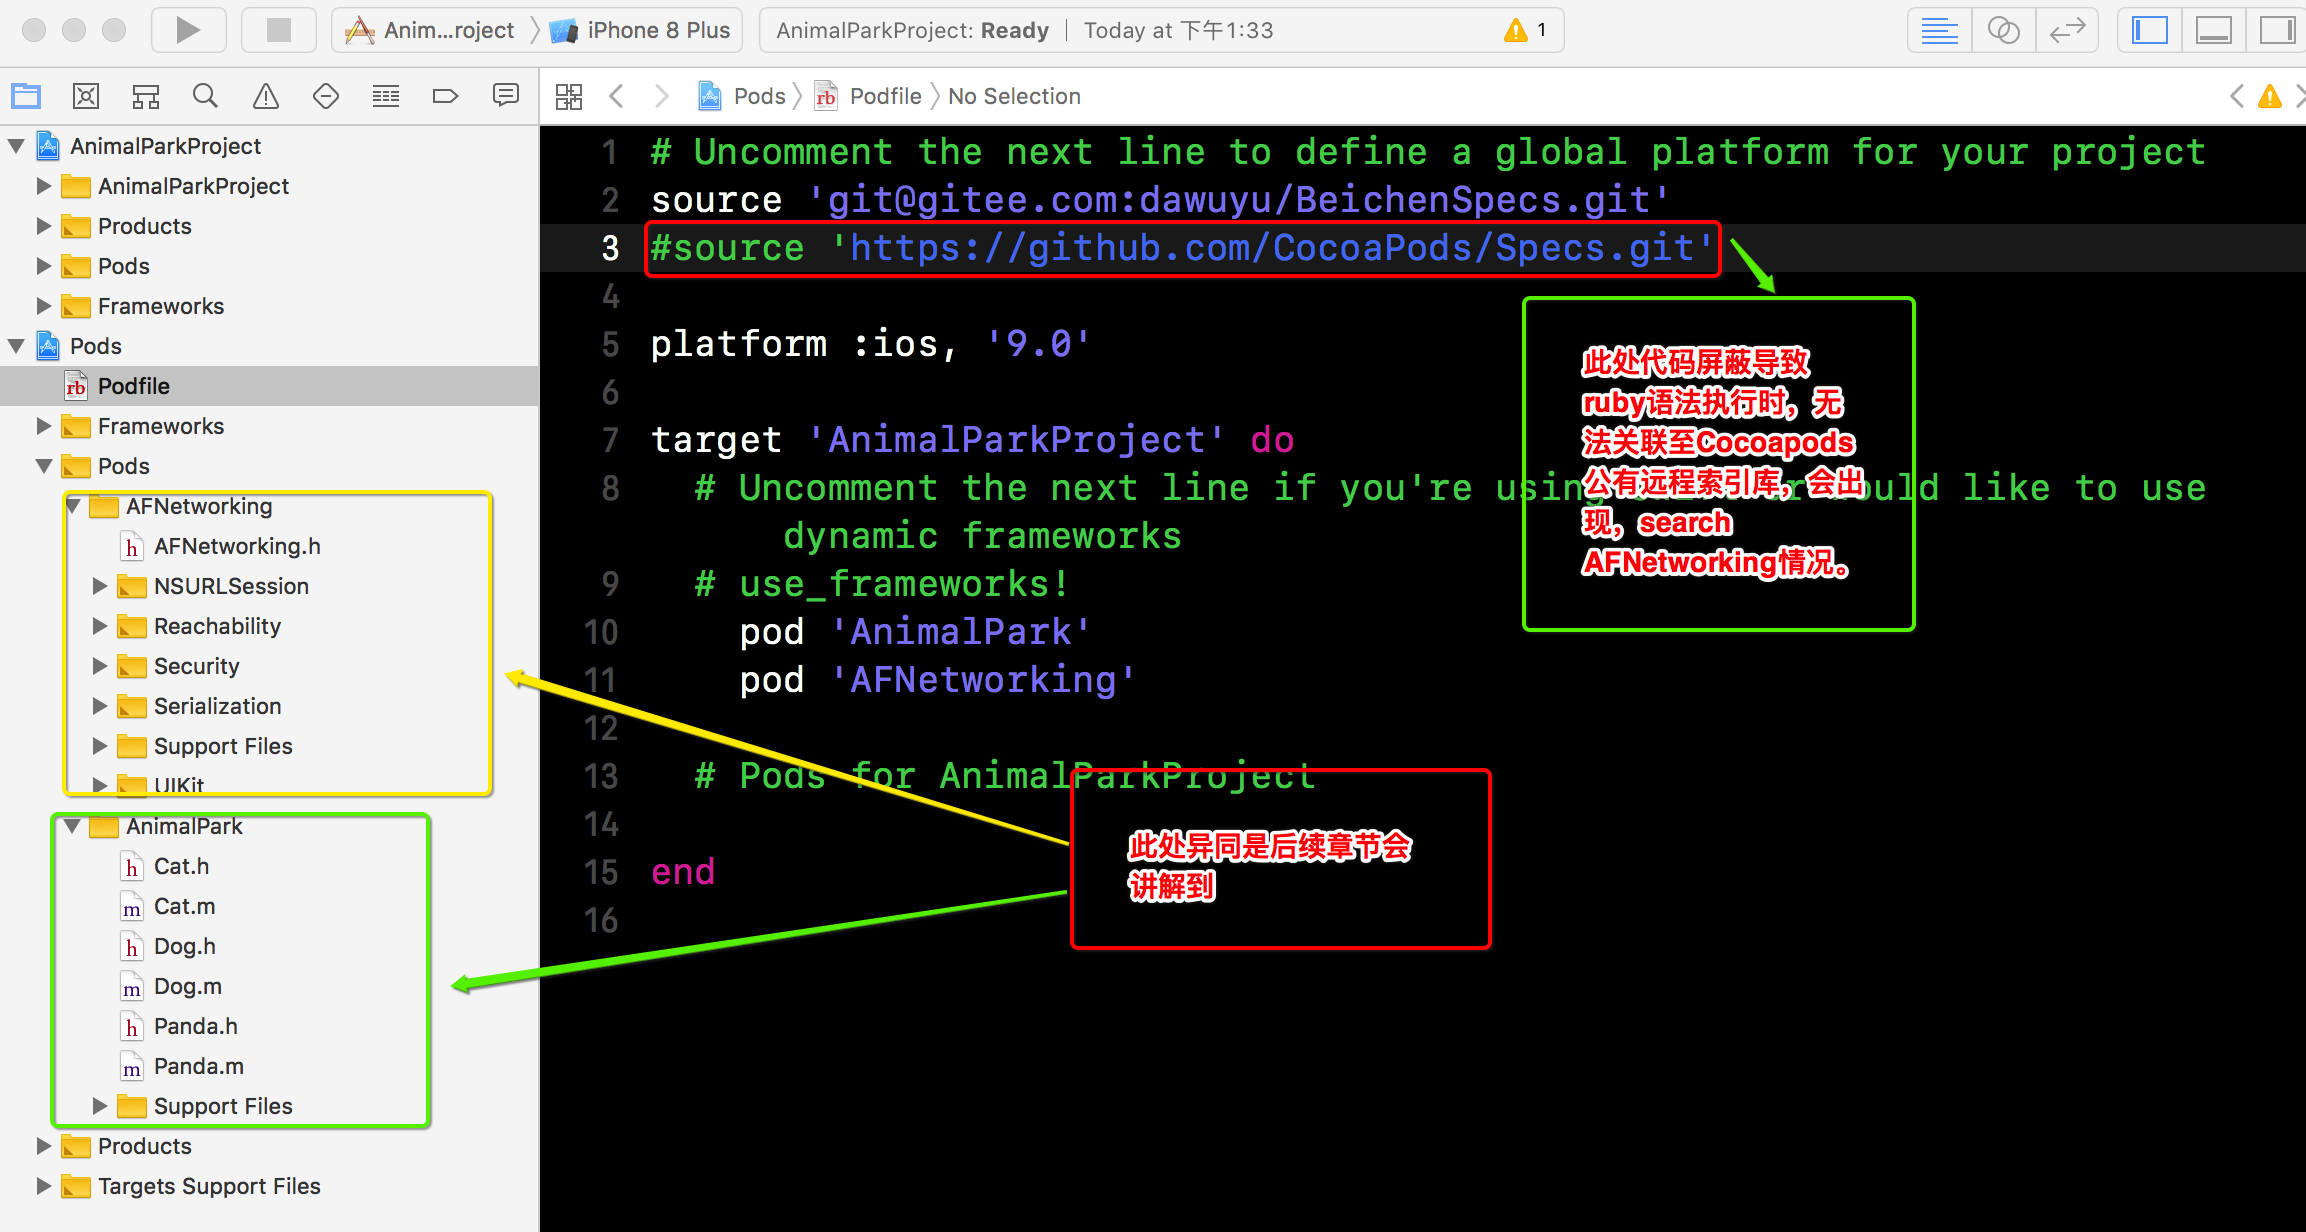 Anim...roject
iPhone 8 Plus
AnimalParkProject: Ready
Today at 下午1:33
1
Pods
Podfile
No Selection
AnimalParkProject
AnimalParkProject
Products
Pods
Frameworks
Pods
Podfile
Frameworks
Pods
AFNetworking
AFNetworking.h
NSURLSession
Reachability
Security
Serialization
Support Files
UIKit
AnimalPark
Cat.h
Cat.m
Dog.h
Dog.m
Panda.h
Panda.m
Support Files
Products
Targets Support Files
1 # Uncomment the next line to define a global platform for your project
2 source 'git@gitee.com:dawuyu/BeichenSpecs.git'
3 #source 'https://github.com/CocoaPods/Specs.git'
4
5 platform :ios, '9.0'
6
7 target 'AnimalParkProject' do
8 # Uncomment the next line if you're using would like to use
dynamic frameworks
9 # use_frameworks!
10 pod 'AnimalPark'
11 pod 'AFNetworking'
12
13 # Pods for AnimalParkProject
14
15 end
16
此处代码屏蔽导致
ruby语法执行时，无
法关联至Cocoapods
公有远程索引库，会出
现，search
AFNetworking情况。
此处异同是后续章节会
讲解到